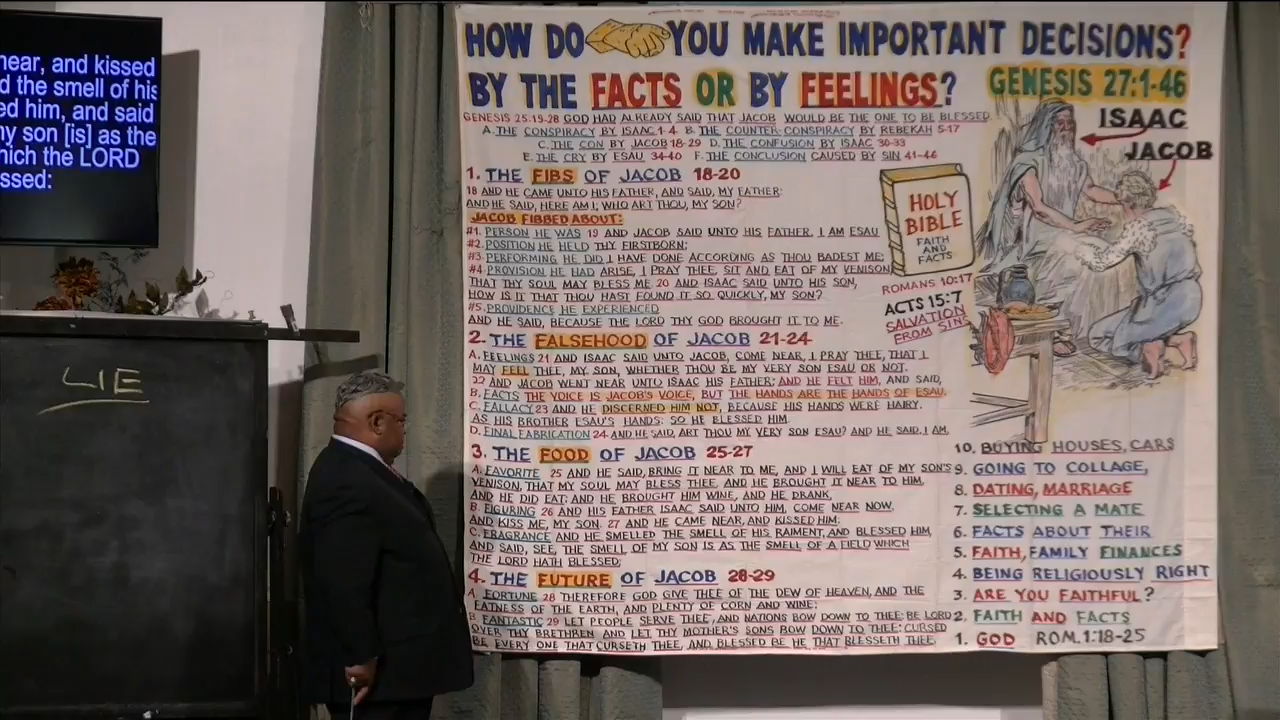 near, and kissed
d the smell of his
ed him, and said
my son [is] as the
hich the LORD
ssed:
LIE
HOW DO YOU MAKE IMPORTANT DECISIONS?
BY THE FACTS OR BY FEELINGS?
GENESIS 27:1-46
GENESIS 25:19-28 GOD HAD ALREADY SAID THAT JACOB WOULD BE THE ONE TO BE BLESSED
A. THE CONSPIRACY BY ISAAC 1-4 B. THE COUNTER-CONSPIRACY BY REBEKAH 5-17
C. THE CON BY JACOB 18-29 D. THE CONFUSION BY ISAAC 30-33
E. THE CRY BY ESAU 34-40 F. THE CONCLUSION CAUSED BY SIN 41-46
1. THE FIBS OF JACOB 18-20
18 AND HE CAME UNTO HIS FATHER, AND SAID, MY FATHER:
AND HE SAID, HERE AM I; WHO ART THOU, MY SON?
JACOB FIBBED ABOUT:
#1. PERSON HE WAS 19 AND JACOB SAID UNTO HIS FATHER, I AM ESAU
#2. POSITION HE HELD THY FIRSTBORN;
#3. PERFORMING HE DID I HAVE DONE ACCORDING AS THOU BADEST ME;
#4. PROVISION HE HAD ARISE, I PRAY THEE, SIT AND EAT OF MY VENISON,
THAT THY SOUL MAY BLESS ME 20 AND ISAAC SAID UNTO HIS SON,
HOW IS IT THAT THOU HAST FOUND IT SO QUICKLY, MY SON?
#5. PROVIDENCE HE EXPERIENCED
AND HE SAID, BECAUSE THE LORD THY GOD BROUGHT IT TO ME.
2. THE FALSEHOOD OF JACOB 21-24
A. FEELINGS 21 AND ISAAC SAID UNTO JACOB, COME NEAR, I PRAY THEE, THAT I
MAY FEEL THEE, MY SON, WHETHER THOU BE MY VERY SON ESAU OR NOT.
22 AND JACOB WENT NEAR UNTO ISAAC HIS FATHER; AND HE FELT HIM, AND SAID,
B. FACTS THE VOICE IS JACOB'S VOICE, BUT THE HANDS ARE THE HANDS OF ESAU.
C. FALLACY 23 AND HE DISCERNED HIM NOT, BECAUSE HIS HANDS WERE HAIRY,
AS HIS BROTHER ESAU'S HANDS: SO HE BLESSED HIM.
D. FINAL FABRICATION 24 AND HE SAID, ART THOU MY VERY SON ESAU? AND HE SAID, I AM.
3. THE FOOD OF JACOB 25-27
A. FAVORITE 25 AND HE SAID, BRING IT NEAR TO ME, AND I WILL EAT OF MY SON'S
VENISON, THAT MY SOUL MAY BLESS THEE, AND HE BROUGHT IT NEAR TO HIM,
AND HE DID EAT: AND HE BROUGHT HIM WINE, AND HE DRANK,
B. FIGURING 26 AND HIS FATHER ISAAC SAID UNTO HIM, COME NEAR NOW,
AND KISS ME, MY SON. 27 AND HE CAME NEAR, AND KISSED HIM:
C. FRAGRANCE AND HE SMELLED THE SMELL OF HIS RAIMENT, AND BLESSED HIM,
AND SAID, SEE, THE SMELL OF MY SON IS AS THE SMELL OF A FIELD WHICH
THE LORD HATH BLESSED:
4. THE FUTURE OF JACOB 28-29
A. FORTUNE 28 THEREFORE GOD GIVE THEE OF THE DEW OF HEAVEN, AND THE
FATNESS OF THE EARTH, AND PLENTY OF CORN AND WINE:
B. FANTASTIC 29 LET PEOPLE SERVE THEE, AND NATIONS BOW DOWN TO THEE: BE LORD
OVER THY BRETHREN, AND LET THY MOTHER'S SONS BOW DOWN TO THEE: CURSED
BE EVERY ONE THAT CURSETH THEE, AND BLESSED BE HE THAT BLESSETH THEE.
ISAAC
JACOB
HOLY
BIBLE
FAITH
AND
FACTS
ROMANS 10:17
ACTS 15:7
SALVATION
FROM SINS
10. BUYING HOUSES, CARS
9. GOING TO COLLAGE,
8. DATING, MARRIAGE
7. SELECTING A MATE
6. FACTS ABOUT THEIR
5. FAITH, FAMILY FINANCES
4. BEING RELIGIOUSLY RIGHT
3. ARE YOU FAITHFUL?
2. FAITH AND FACTS
1. GOD ROM. 1:18-25